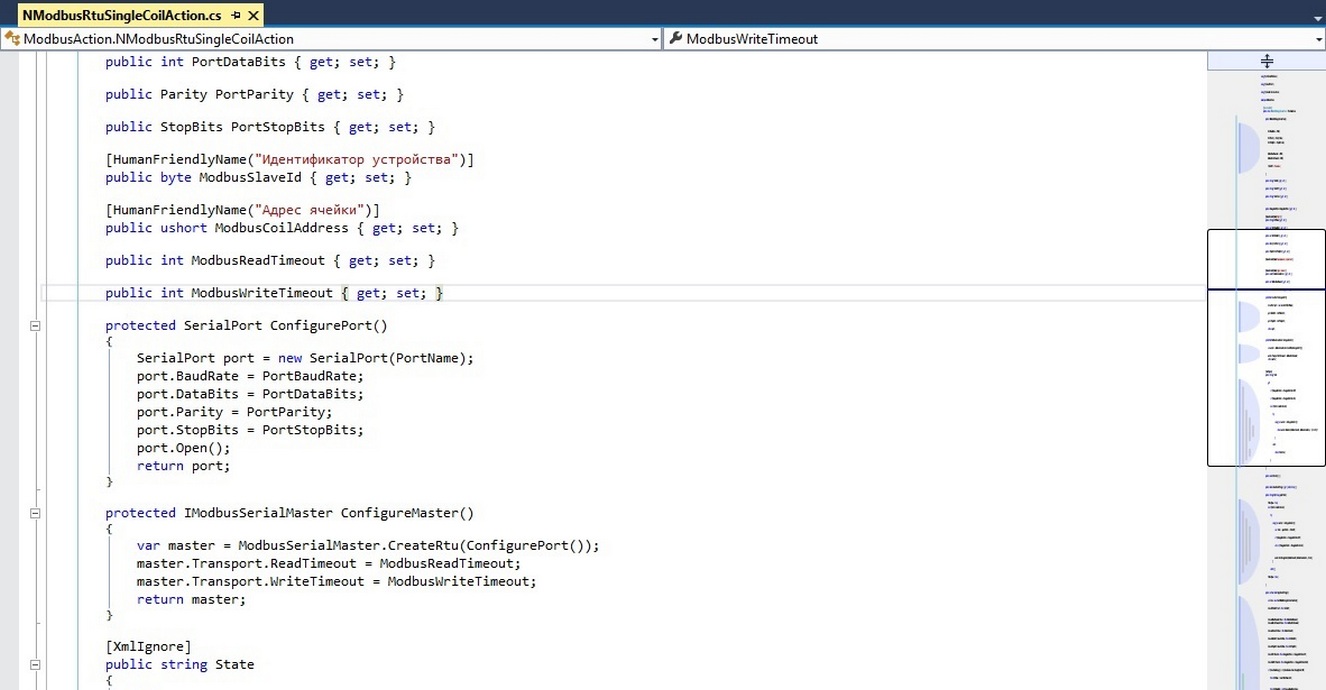 NModbusRtuSingleCoilAction.cs
ModbusAction.NModbusRtuSingleCoilAction
ModbusWriteTimeout
public int PortDataBits { get; set; }
public Parity PortParity { get; set; }
public StopBits PortStopBits { get; set; }
[HumanFriendlyName("Идентификатор устройства")]
public byte ModbusSlaveId { get; set; }
[HumanFriendlyName("Адрес ячейки")]
public ushort ModbusCoilAddress { get; set; }
public int ModbusReadTimeout { get; set; }
public int ModbusWriteTimeout { get; set; }
protected SerialPort ConfigurePort()
{
SerialPort port = new SerialPort(PortName);
port.BaudRate = PortBaudRate;
port.DataBits = PortDataBits;
port.Parity = PortParity;
port.StopBits = PortStopBits;
port.Open();
return port;
}
protected IModbusSerialMaster ConfigureMaster()
{
var master = ModbusSerialMaster.CreateRtu(ConfigurePort());
master.Transport.ReadTimeout = ModbusReadTimeout;
master.Transport.WriteTimeout = ModbusWriteTimeout;
return master;
}
[XmlIgnore]
public string State
{